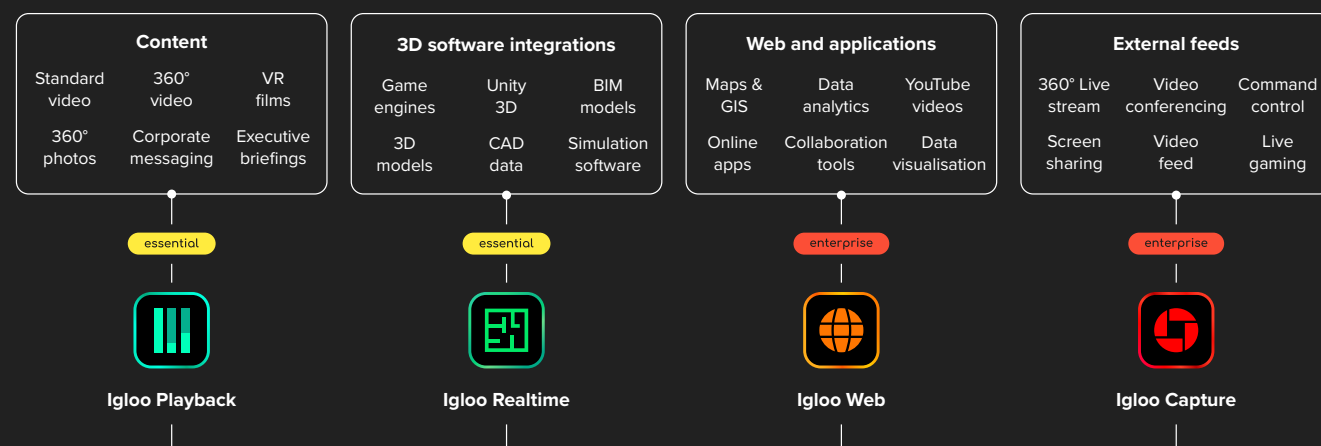 Content
Standard video
360° video
VR films
360° photos
Corporate messaging
Executive briefings
essential
Igloo Playback
3D software integrations
Game engines
Unity 3D
BIM models
3D models
CAD data
Simulation software
essential
Igloo Realtime
Web and applications
Maps & GIS
Data analytics
YouTube videos
Online apps
Collaboration tools
Data visualisation
enterprise
Igloo Web
External feeds
360° Live stream
Video conferencing
Command control
Screen sharing
Video feed
Live gaming
enterprise
Igloo Capture